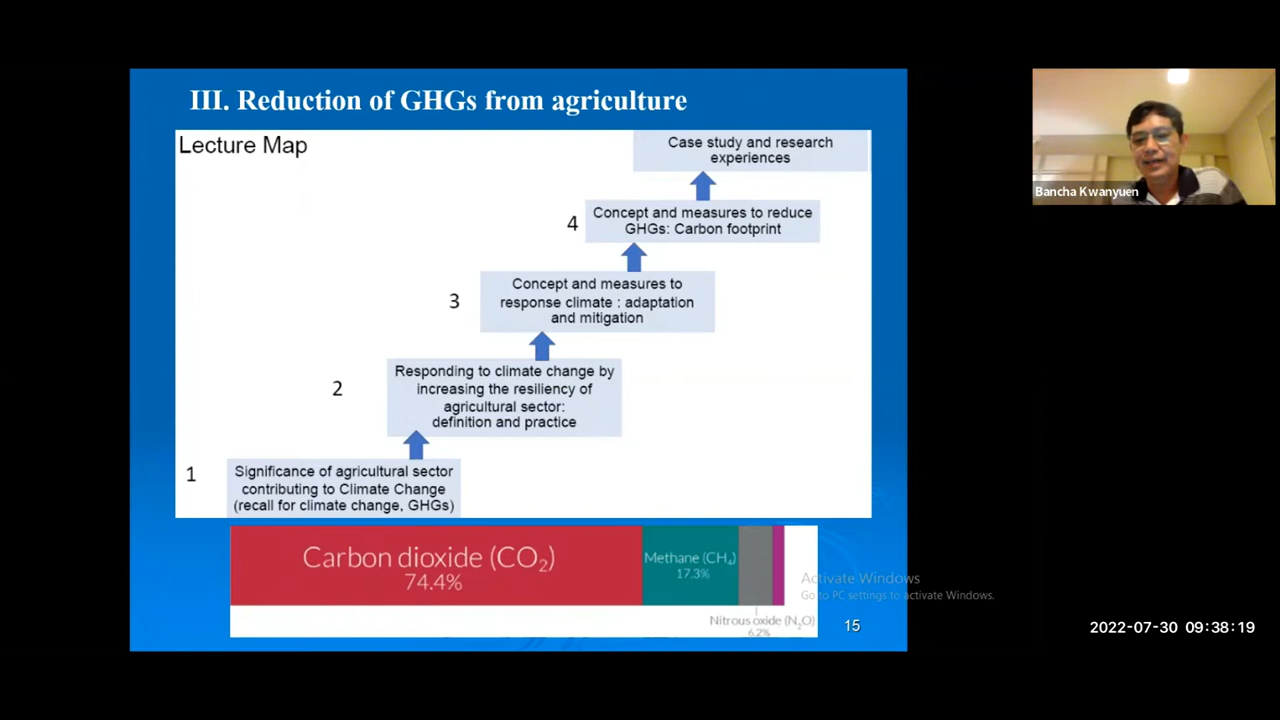 III. Reduction of GHGs from agriculture
Lecture Map
Case study and research
experiences
4
Concept and measures to reduce
GHGs: Carbon footprint
3
Concept and measures to
response climate : adaptation
and mitigation
2
Responding to climate change by
increasing the resiliency of
agricultural sector:
definition and practice
1
Significance of agricultural sector
contributing to Climate Change
(recall for climate change, GHGs)
Carbon dioxide (CO₂)
74.4%
Methane (CH₄)
17.3%
Nitrous oxide (N₂O)
6.2%
15
Activate Windows
Go to PC settings to activate Windows.
Bancha Kwanyuen
2022-07-30 09:38:19